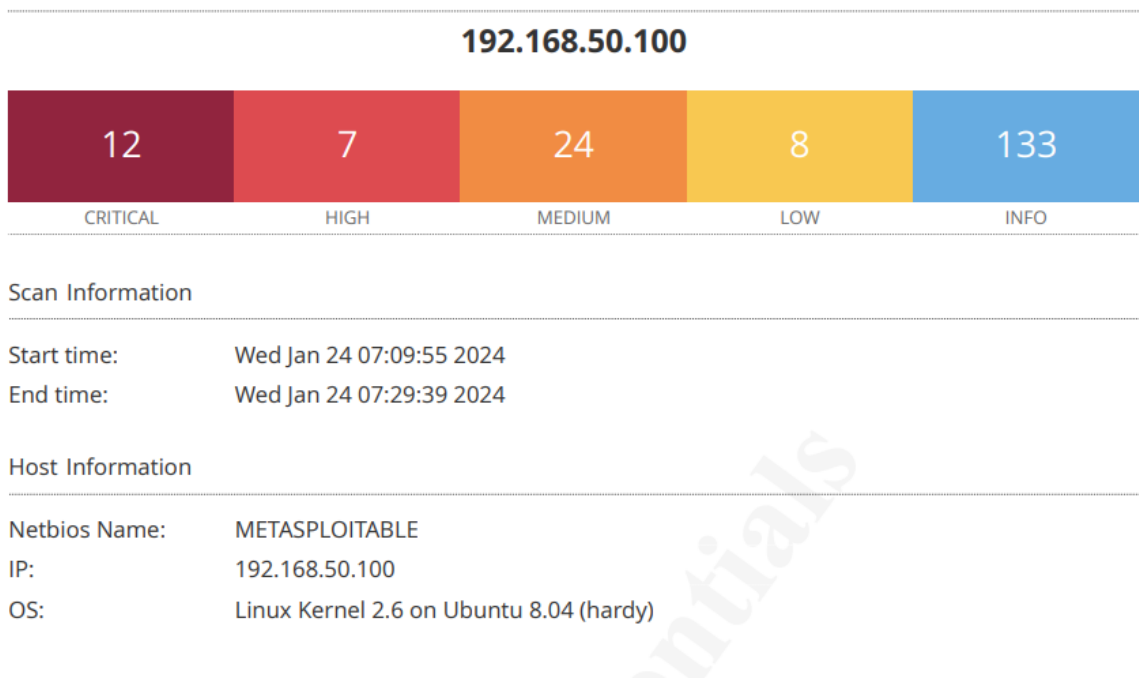 192.168.50.100
12 7 24 8 133
CRITICAL HIGH MEDIUM LOW INFO
Scan Information
Start time: Wed Jan 24 07:09:55 2024
End time: Wed Jan 24 07:29:39 2024
Host Information
Netbios Name: METASPLOITABLE
IP: 192.168.50.100
OS: Linux Kernel 2.6 on Ubuntu 8.04 (hardy)